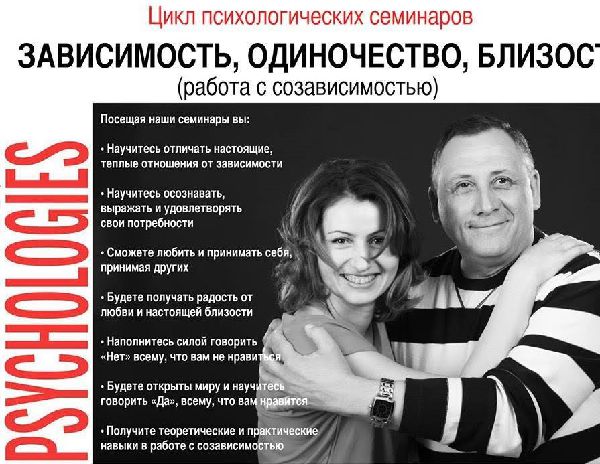 Цикл психологических семинаров
ЗАВИСИМОСТЬ, ОДИНОЧЕСТВО, БЛИЗОСТ
(работа с созависимостью)
PSYCHOLOGIES
Посещая наши семинары вы:
• Научитесь отличать настоящие,
теплые отношения от зависимости
• Научитесь осознавать,
выражать и удовлетворять
свои потребности
• Сможете любить и принимать себя,
принимая других
• Будете получать радость от
любви и настоящей близости
• Наполнитесь силой говорить
«Нет» всему, что вам не нравиться
• Будете открыты миру и научитесь
говорить «Да», всему, что вам нравится
• Получите теоретические и практические
навыки в работе с созависимостью